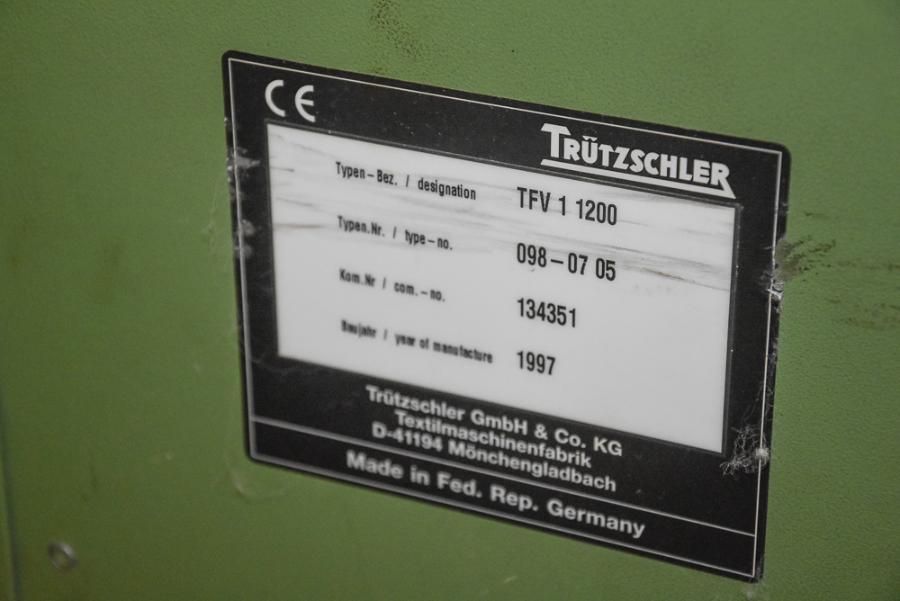 CE
TRÜTZSCHLER
Typen-Bez. / designation TFV 1 1200
Typen.Nr. / type-no. 098-07 05
Kom.Nr / com.-no. 134351
Baujahr / year of manufacture 1997
Trützschler GmbH & Co. KG
Textilmaschinenfabrik
D-41194 Mönchengladbach
Made in Fed. Rep. Germany